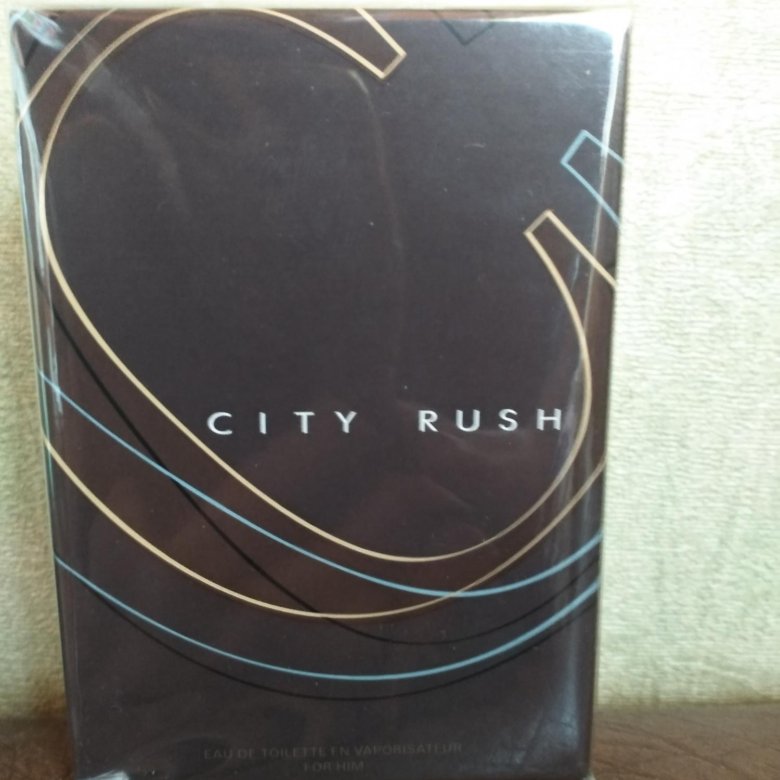 CITY RUSH
EAU DE TOILETTE EN VAPORISATEUR
FOR HIM